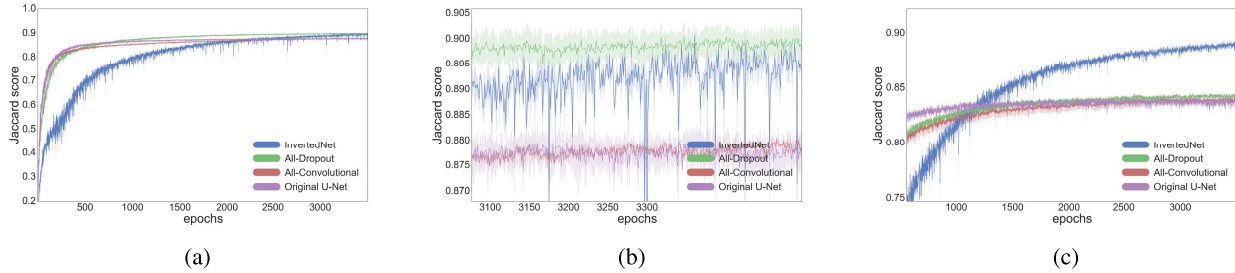 1.0
0.9
0.8
0.7
0.6
0.5
0.4
0.3
0.2
Jaccard score
500 1000 1500 2000 2500 3000
epochs
InvertedNet
All-Dropout
All-Convolutional
Original U-Net
(a)
0.905
0.900
0.806
0.890
0.885
0.880
0.875
0.870
Jaccard score
3100 3150 3200 3250 3300
epochs
InvertedNet
All-Dropout
All-Convolutional
Original U-Net
(b)
0.90
0.85
0.80
0.75
Jaccard score
1000 1500 2000 2500 3000
epochs
InvertedNet
All-Dropout
All-Convolutional
Original U-Net
(c)